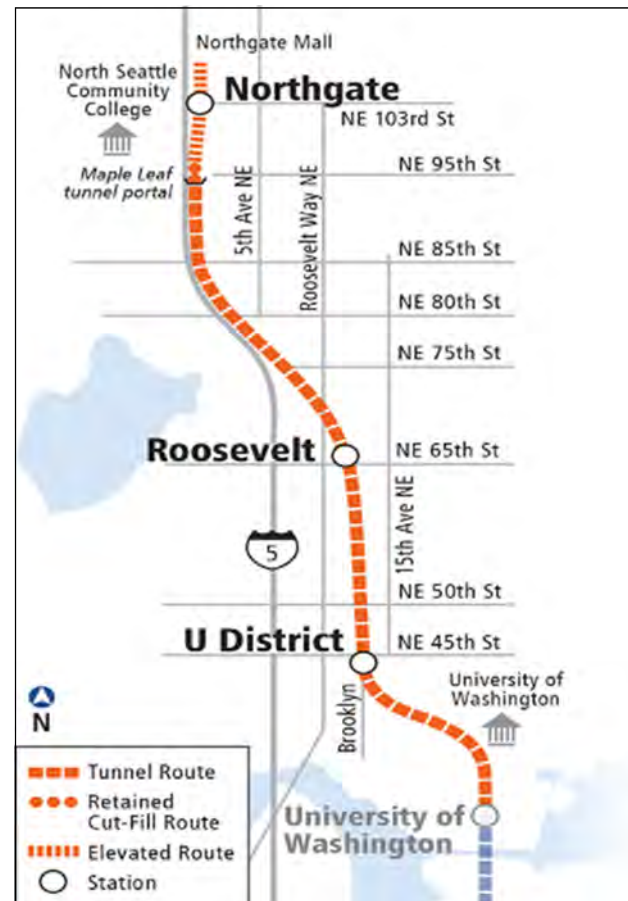 Northgate Mall
North Seattle
Community
College
Northgate
NE 103rd St
Maple Leaf
tunnel portal
NE 95th St
5th Ave NE
Roosevelt Way NE
NE 85th St
NE 80th St
NE 75th St
Roosevelt
NE 65th St
15th Ave NE
5
NE 50th St
U District
NE 45th St
University of
Washington
Brooklyn
N
Tunnel Route
Retained
Cut-Fill Route
Elevated Route
Station
University of
Washington